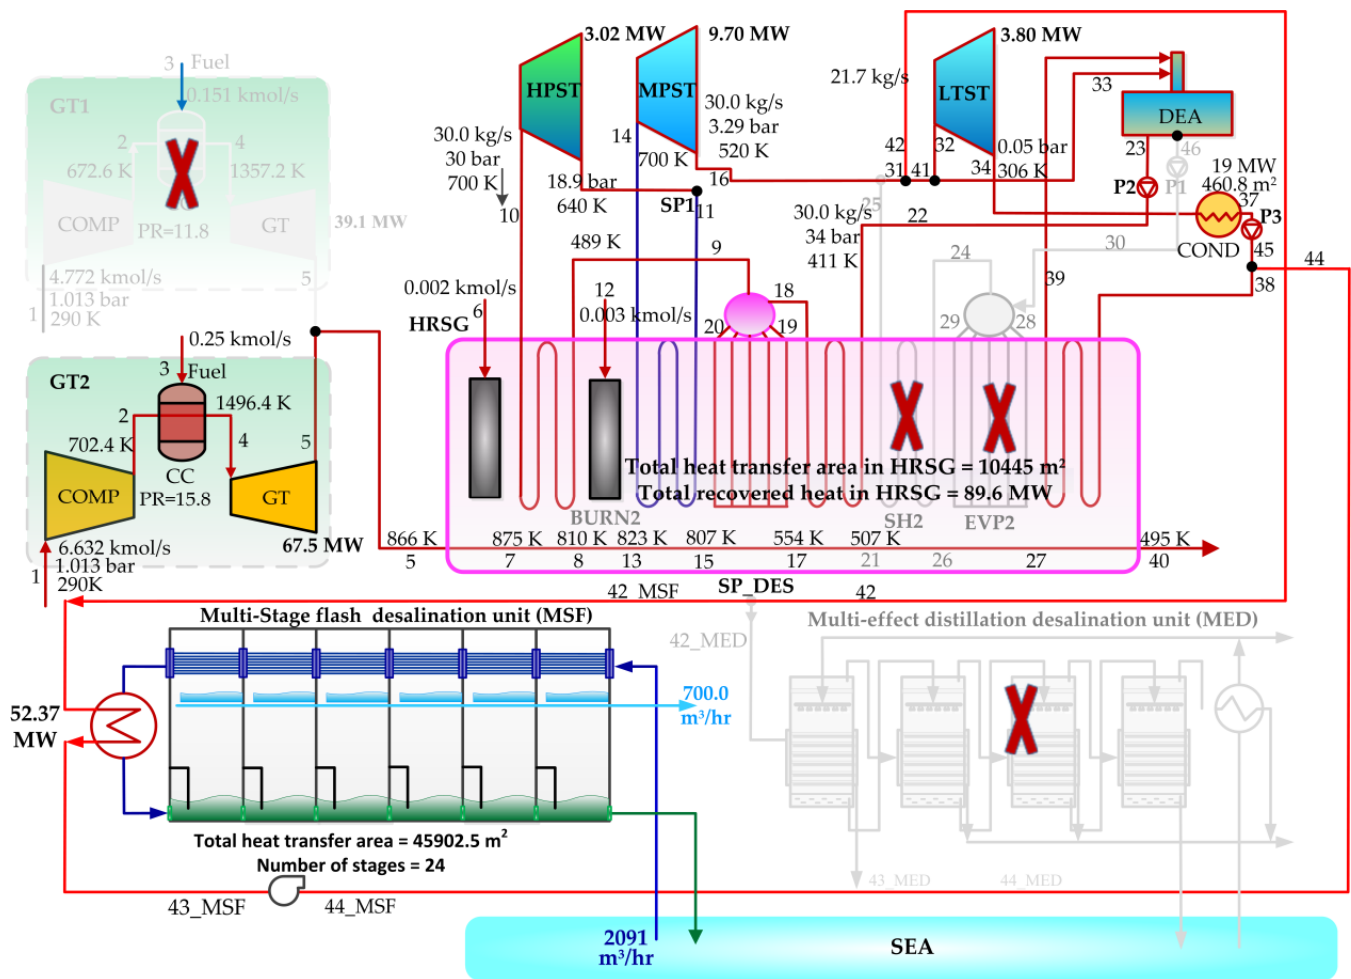 3
Fuel
GT1
0.151 kmol/s
2
4
672.6 K
1357.2 K
COMP
PR=11.8
GT
39.1 MW
4.772 kmol/s
5
1
1.013 bar
290 K
0.25 kmol/s
3
Fuel
GT2
2
1496.4 K
702.4 K
4
5
CC
COMP
PR=15.8
GT
67.5 MW
6.632 kmol/s
1.013 bar
1
290K
3.02 MW
9.70 MW
3.80 MW
HPST
MPST
LTST
21.7 kg/s
33
DEA
30.0 kg/s
3.29 bar
520 K
30.0 kg/s
30 bar
700 K
14
700 K
16
42
32
0.05 bar
23
46
31
41
34
306 K
P2
P1
19 MW
460.8 m²
37
18.9 bar
640 K
SP1
11
10
25
22
30.0 kg/s
34 bar
411 K
P3
COND
45
44
30
489 K
9
24
39
38
0.002 kmol/s
6
12
0.003 kmol/s
18
HRSG
20
19
29
28
Total heat transfer area in HRSG = 10445 m²
Total recovered heat in HRSG = 89.6 MW
BURN2
SH2
EVP2
866 K
875 K
810 K
823 K
807 K
554 K
507 K
495 K
5
7
8
13
15
17
21
26
27
40
42_MSF
SP_DES
42
Multi-Stage flash desalination unit (MSF)
Multi-effect distillation desalination unit (MED)
42_MED
700.0
m³/hr
52.37
MW
Total heat transfer area = 45902.5 m²
Number of stages = 24
43_MSF
44_MSF
43_MED
44_MED
2091
m³/hr
SEA